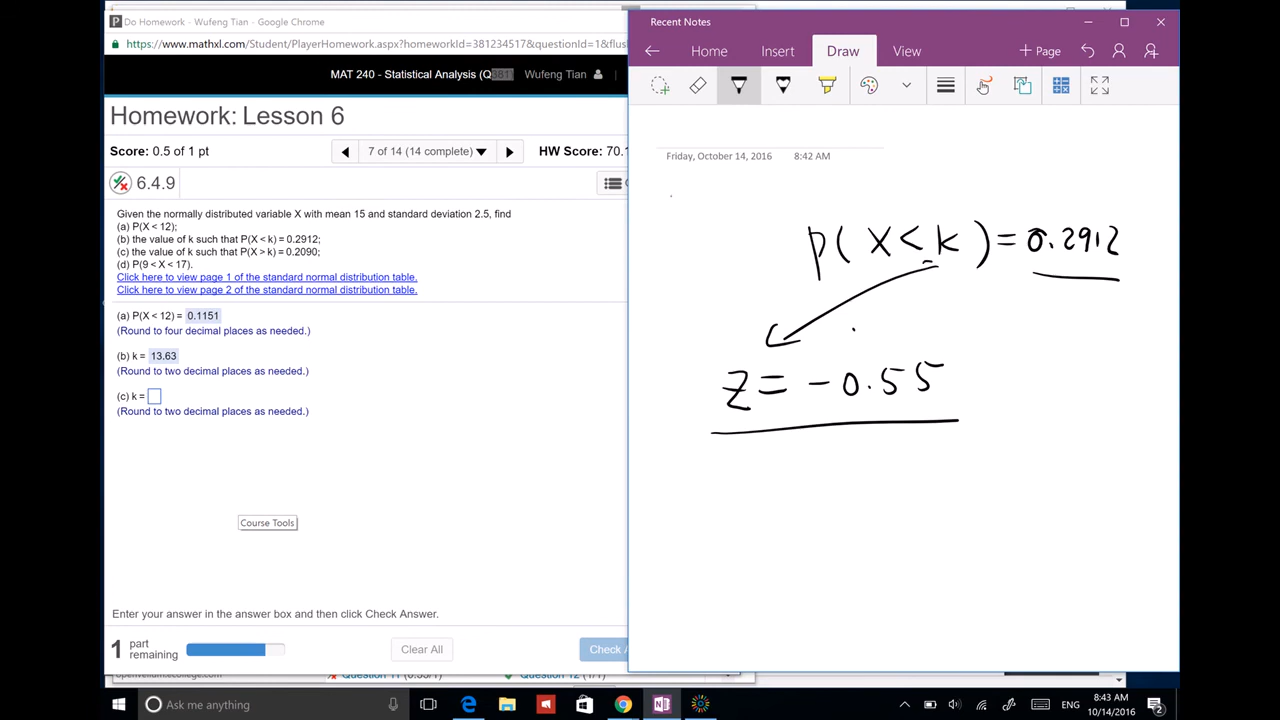 Do Homework - Wufeng Tian - Google Chrome
https://www.mathxl.com/Student/PlayerHomework.aspx?homeworkId=381234517&questionId=1&flus
MAT 240 - Statistical Analysis (Q361) Wufeng Tian
Homework: Lesson 6
Score: 0.5 of 1 pt
7 of 14 (14 complete)
HW Score: 70.
6.4.9
Given the normally distributed variable X with mean 15 and standard deviation 2.5, find
(a) P(X < 12);
(b) the value of k such that P(X < k) = 0.2912;
(c) the value of k such that P(X > k) = 0.2090;
(d) P(9 < X < 17).
Click here to view page 1 of the standard normal distribution table.
Click here to view page 2 of the standard normal distribution table.
(a) P(X < 12) = 0.1151
(Round to four decimal places as needed.)
(b) k = 13.63
(Round to two decimal places as needed.)
(c) k =
(Round to two decimal places as needed.)
Course Tools
Enter your answer in the answer box and then click Check Answer.
1 part remaining
Clear All
Check
Recent Notes
Home Insert Draw View
+ Page
Friday, October 14, 2016 8:42 AM
P( X < k ) = 0.2912
z = - 0.55
Ask me anything
ENG
8:43 AM
10/14/2016
2